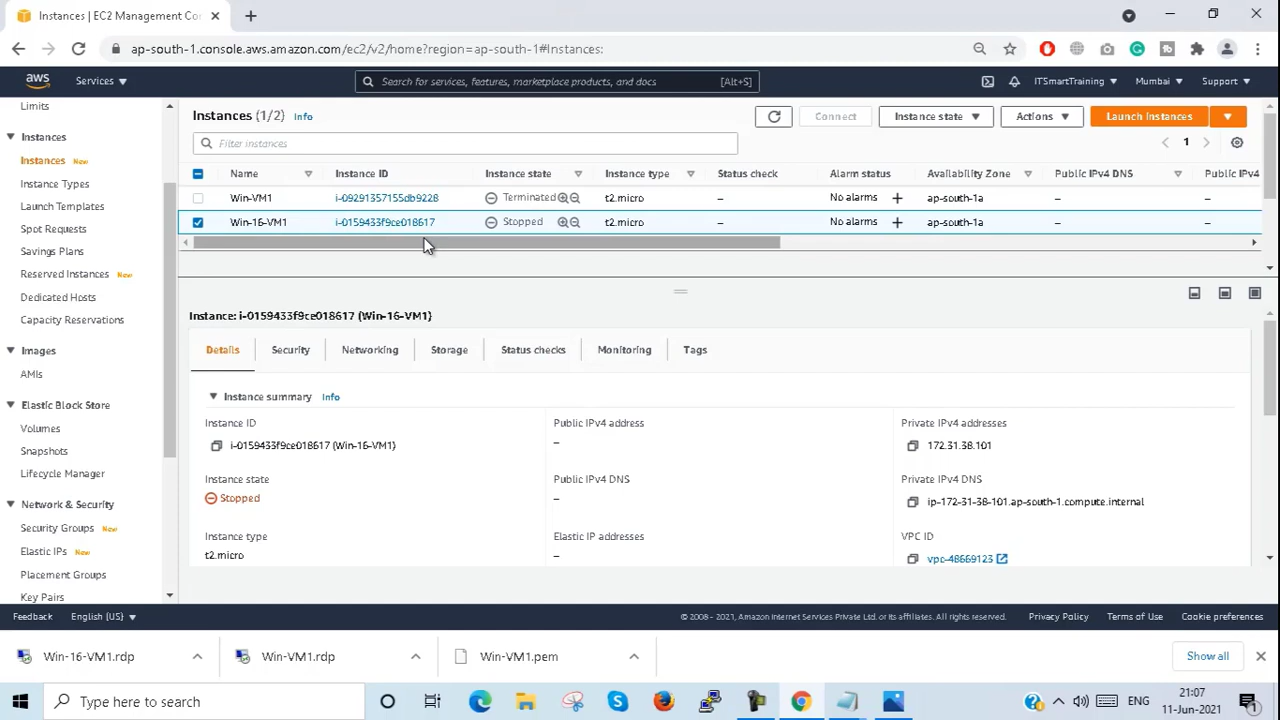 Instances | EC2 Management Co
ap-south-1.console.aws.amazon.com/ec2/v2/home?region=ap-south-1#Instances:
aws Services Search for services, features, marketplace products, and docs [Alt+S] ITSmartTraining Mumbai Support
Limits
Instances
Instances New
Instance Types
Launch Templates
Spot Requests
Savings Plans
Reserved Instances New
Dedicated Hosts
Capacity Reservations
Images
AMIs
Elastic Block Store
Volumes
Snapshots
Lifecycle Manager
Network & Security
Security Groups New
Elastic IPs New
Placement Groups
Key Pairs
Instances (1/2) Info Connect Instance state Actions Launch instances
Filter instances 1
Name Instance ID Instance state Instance type Status check Alarm status Availability Zone Public IPv4 DNS Public IPv4
Win-VM1 i-09291357155db9228 Terminated t2.micro – No alarms + ap-south-1a – –
Win-16-VM1 i-0159433f9ce018617 Stopped t2.micro – No alarms + ap-south-1a – –
Instance: i-0159433f9ce018617 (Win-16-VM1)
Details Security Networking Storage Status checks Monitoring Tags
Instance summary Info
Instance ID Public IPv4 address Private IPv4 addresses
i-0159433f9ce018617 (Win-16-VM1) – 172.31.38.101
Instance state Public IPv4 DNS Private IPv4 DNS
Stopped – ip-172-31-38-101.ap-south-1.compute.internal
Instance type Elastic IP addresses VPC ID
t2.micro – vpc-48669123
Feedback English (US) © 2008 - 2021, Amazon Internet Services Private Ltd. or its affiliates. All rights reserved. Privacy Policy Terms of Use Cookie preferences
Win-16-VM1.rdp Win-VM1.rdp Win-VM1.pem Show all
Type here to search ENG 21:07
11-Jun-2021 1